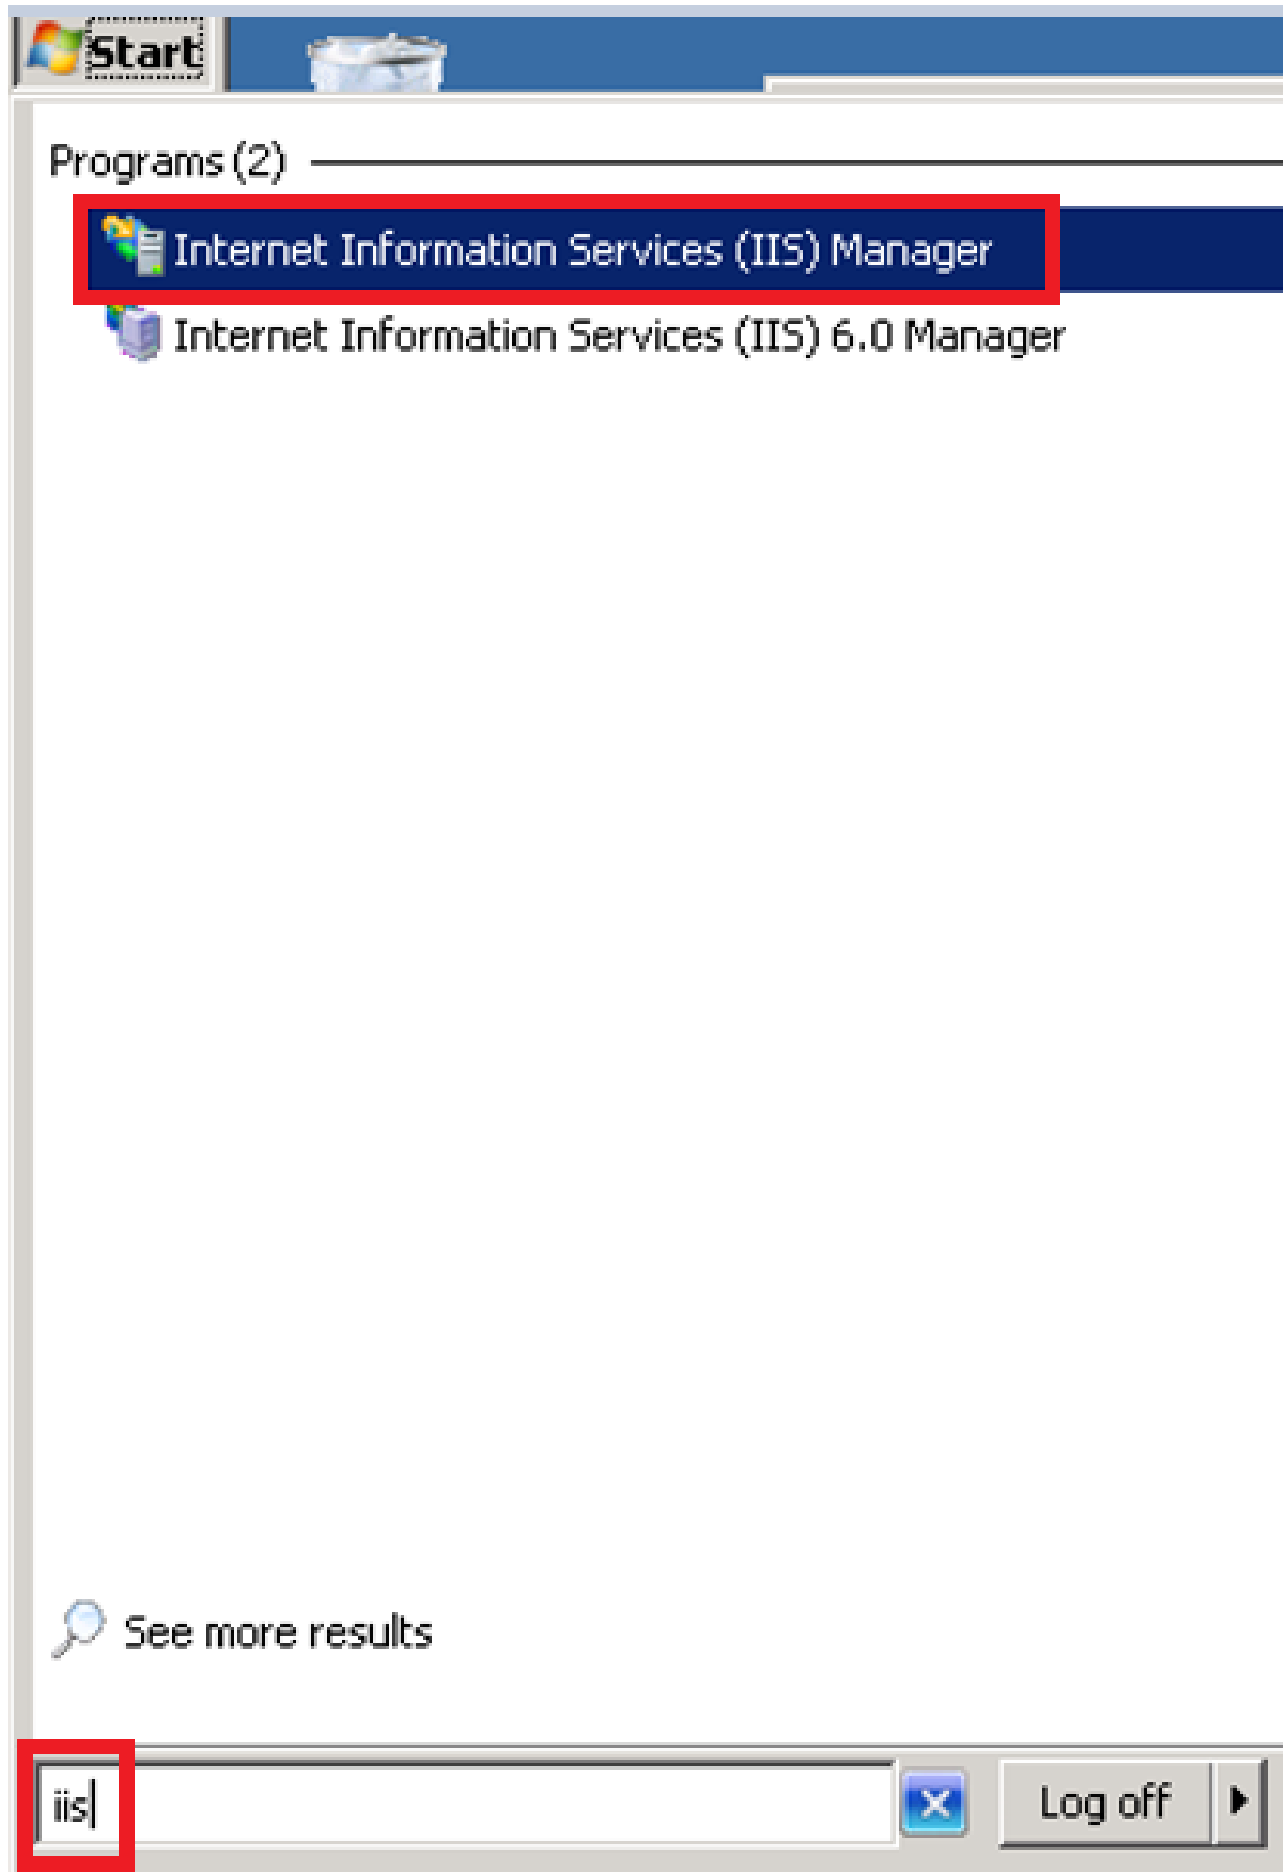 Start
Programs (2)
Internet Information Services (IIS) Manager
Internet Information Services (IIS) 6.0 Manager
See more results
iis
Log off